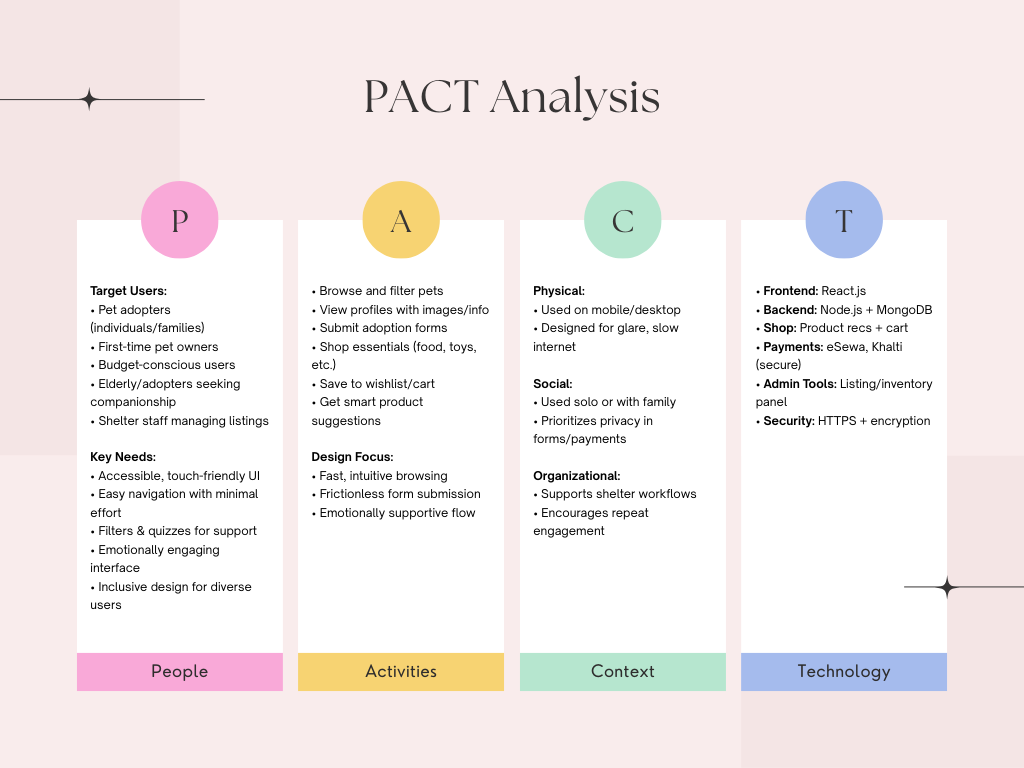 PACT Analysis
P
Target Users:
• Pet adopters
(individuals/families)
• First-time pet owners
• Budget-conscious users
• Elderly/adopters seeking
companionship
• Shelter staff managing listings
Key Needs:
• Accessible, touch-friendly UI
• Easy navigation with minimal
effort
• Filters & quizzes for support
• Emotionally engaging
interface
• Inclusive design for diverse
users
People
A
• Browse and filter pets
• View profiles with images/info
• Submit adoption forms
• Shop essentials (food, toys,
etc.)
• Save to wishlist/cart
• Get smart product
suggestions
Design Focus:
• Fast, intuitive browsing
• Frictionless form submission
• Emotionally supportive flow
Activities
C
Physical:
• Used on mobile/desktop
• Designed for glare, slow
internet
Social:
• Used solo or with family
• Prioritizes privacy in
forms/payments
Organizational:
• Supports shelter workflows
• Encourages repeat
engagement
Context
T
• Frontend: React.js
• Backend: Node.js + MongoDB
• Shop: Product recs + cart
• Payments: eSewa, Khalti
(secure)
• Admin Tools: Listing/inventory
panel
• Security: HTTPS + encryption
Technology